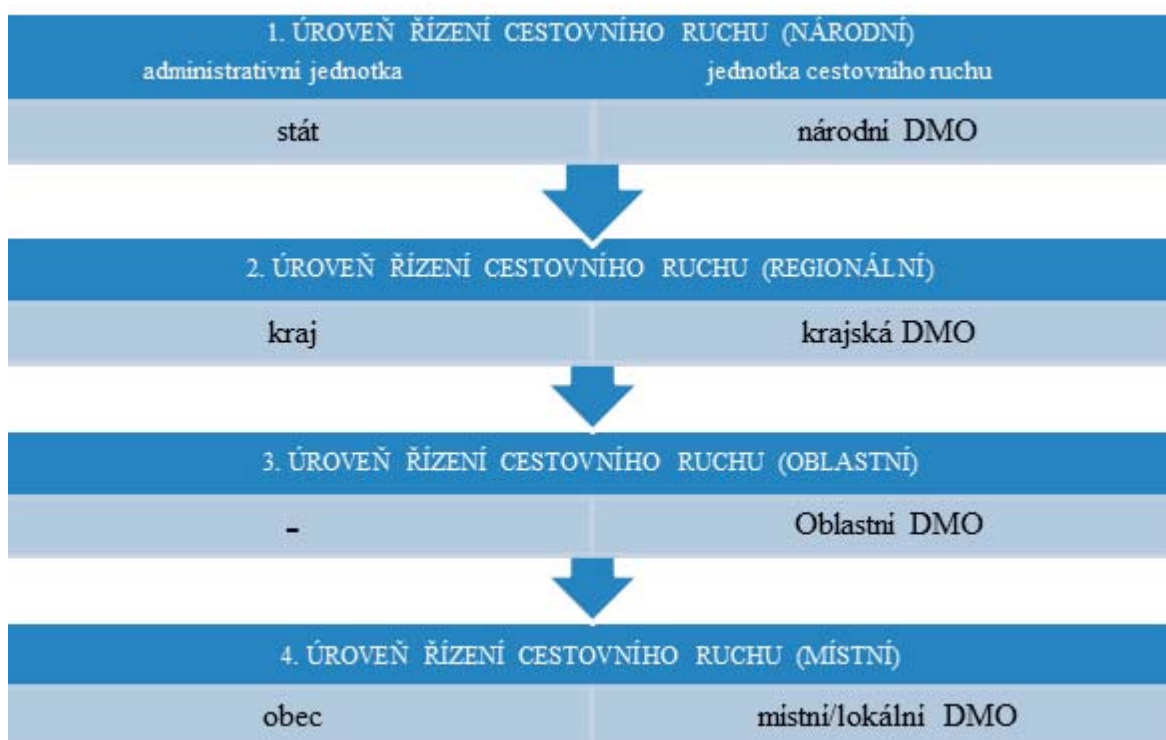 1. ÚROVEŇ ŘÍZENÍ CESTOVNÍHO RUCHU (NÁRODNÍ)
administrativní jednotka jednotka cestovního ruchu
stát národní DMO
2. ÚROVEŇ ŘÍZENÍ CESTOVNÍHO RUCHU (REGIONÁLNÍ)
kraj krajská DMO
3. ÚROVEŇ ŘÍZENÍ CESTOVNÍHO RUCHU (OBLASTNÍ)
- Oblastní DMO
4. ÚROVEŇ ŘÍZENÍ CESTOVNÍHO RUCHU (MÍSTNÍ)
obec místní/lokální DMO